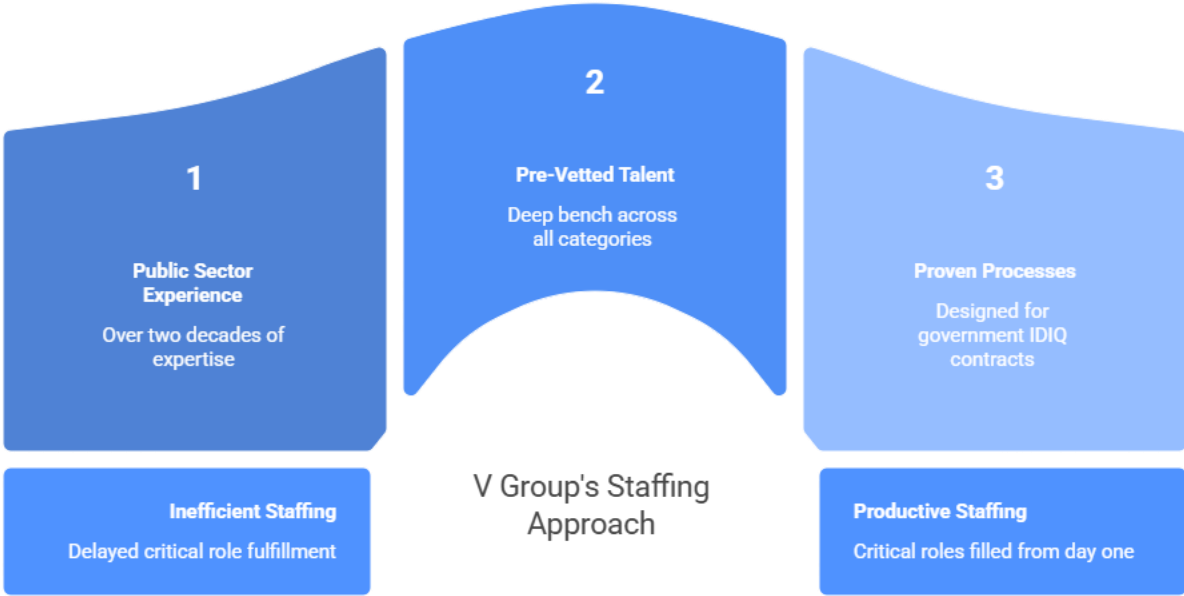 1
Public Sector
Experience
Over two decades of
expertise
2
Pre-Vetted Talent
Deep bench across
all categories
3
Proven Processes
Designed for
government IDIQ
contracts
Inefficient Staffing
Delayed critical role fulfillment
V Group's Staffing
Approach
Productive Staffing
Critical roles filled from day one